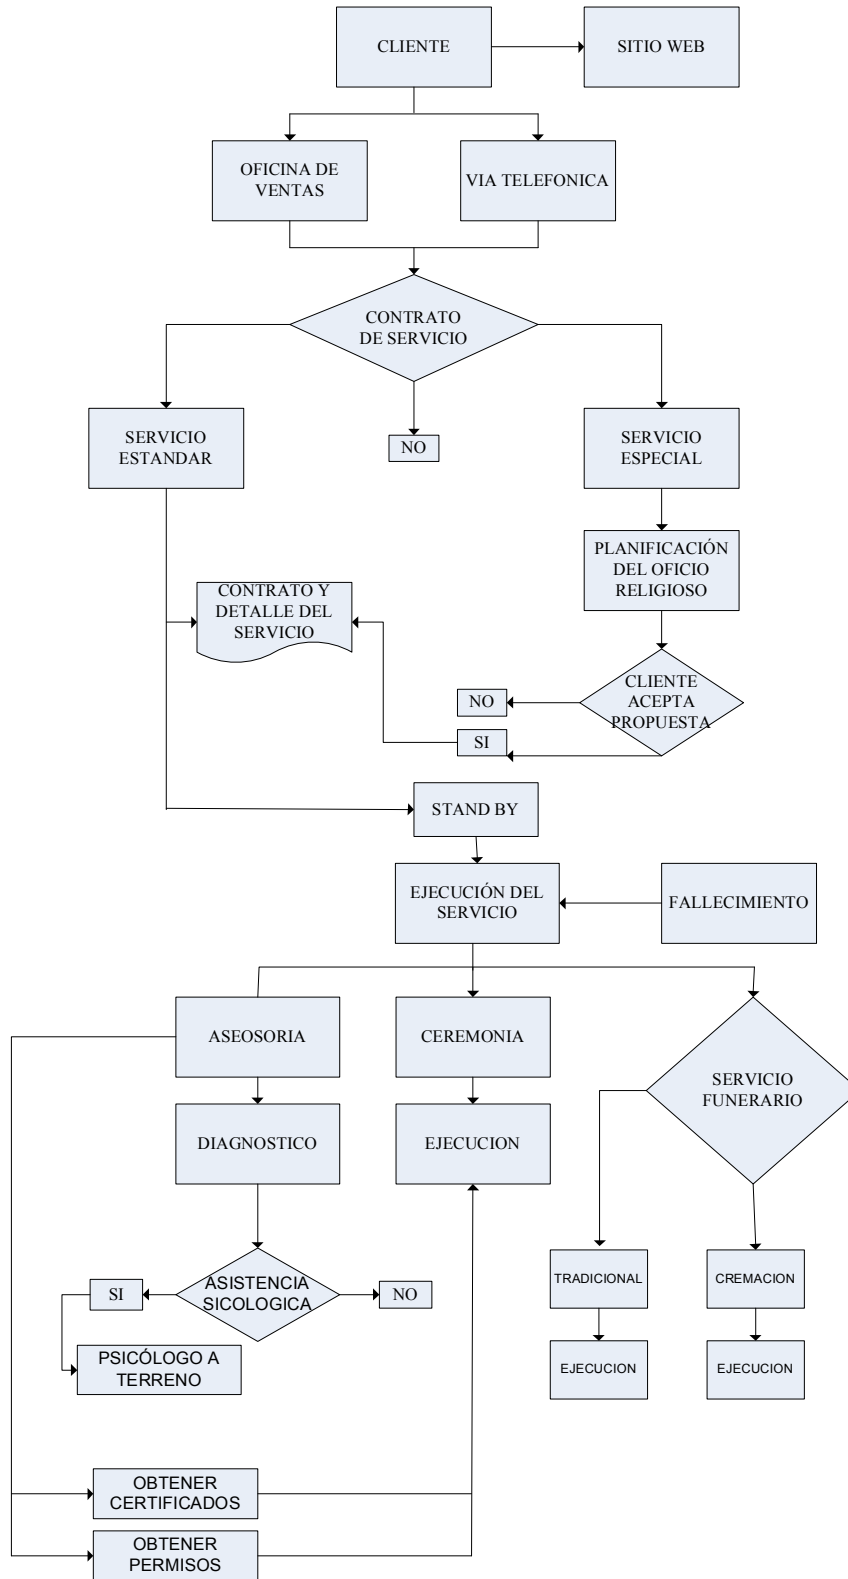 CLIENTE
SITIO WEB
OFICINA DE
VENTAS
VIA TELEFONICA
CONTRATO
DE SERVICIO
SERVICIO
ESTANDAR
NO
SERVICIO
ESPECIAL
PLANIFICACIÓN
DEL OFICIO
RELIGIOSO
CONTRATO Y
DETALLE DEL
SERVICIO
CLIENTE
ACEPTA
PROPUESTA
NO
SI
STAND BY
EJECUCIÓN DEL
SERVICIO
FALLECIMIENTO
ASEOSORIA
CEREMONIA
SERVICIO
FUNERARIO
DIAGNOSTICO
EJECUCION
TRADICIONAL
CREMACION
ASISTENCIA
SICOLOGICA
SI
NO
PSICÓLOGO A
TERRENO
EJECUCION
EJECUCION
OBTENER
CERTIFICADOS
OBTENER
PERMISOS